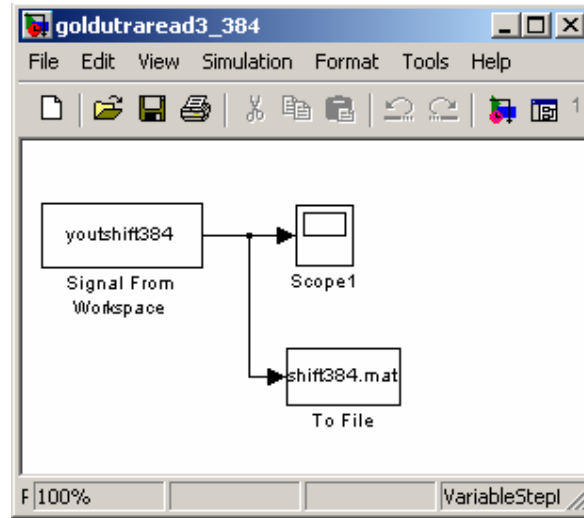 goldutraread3_384
File Edit View Simulation Format Tools Help
1
youtshift384
Signal From
Workspace
Scope1
shift384.mat
To File
F 100% VariableStepI